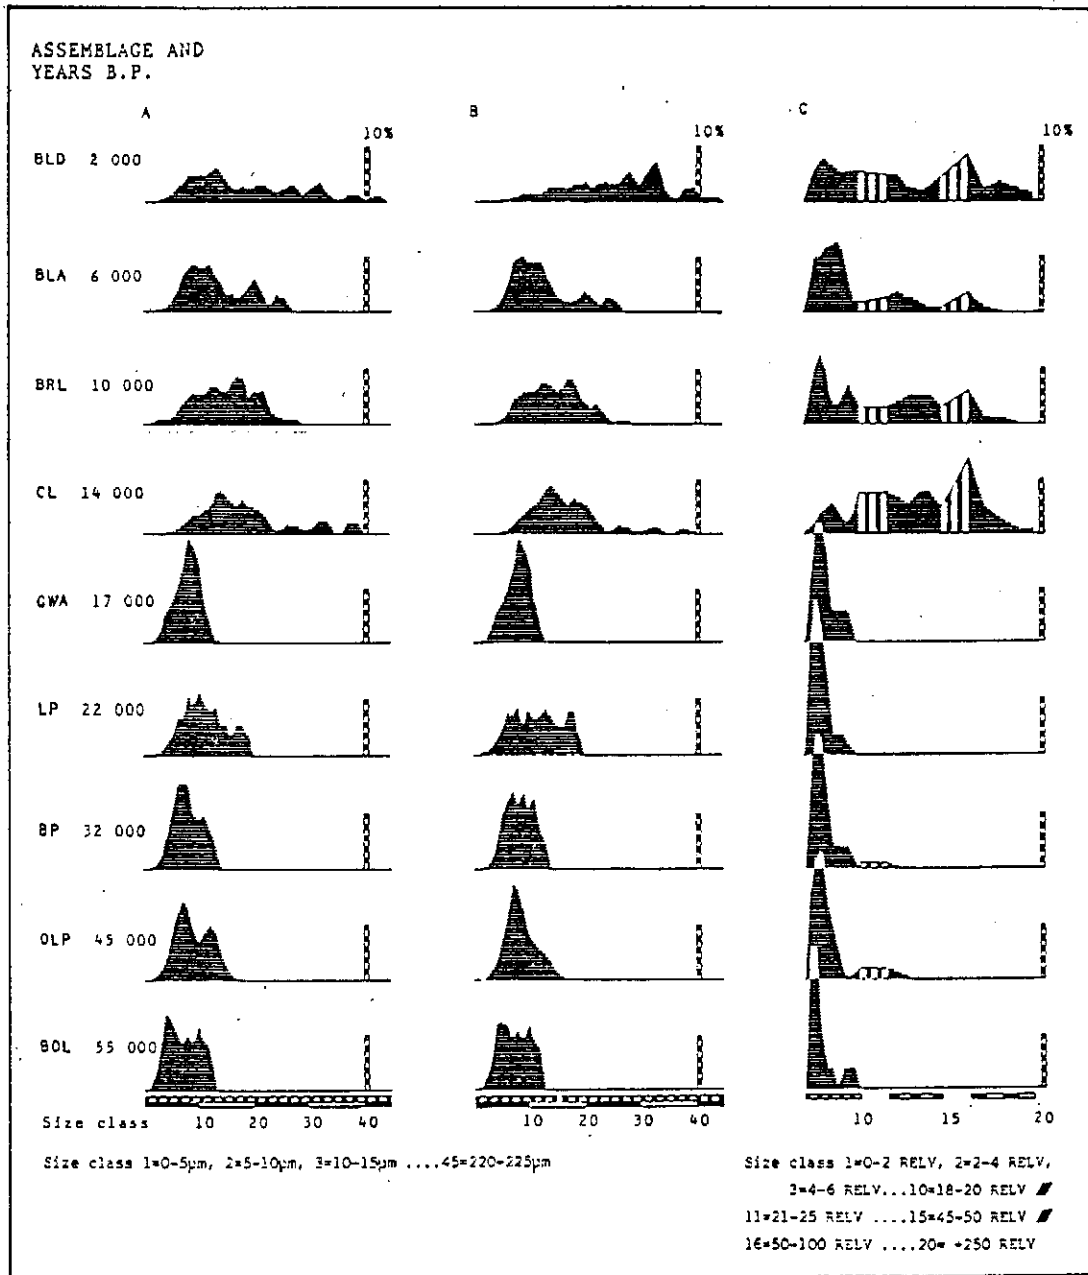 ASSEMBLAGE AND
YEARS B.P.
A B C
10% 10% 10%
BLD 2 000
BLA 6 000
BRL 10 000
CL 14 000
GWA 17 000
LP 22 000
BP 32 000
OLP 45 000
BOL 55 000
Size class 10 20 30 40 10 20 30 40 10 15 20
Size class 1=0-5µm, 2=5-10µm, 3=10-15µm ....45=220-225µm
Size class 1=0-2 RELV, 2=2-4 RELV,
3=4-6 RELV...10=18-20 RELV
11=21-25 RELV ....15=45-50 RELV
16=50-100 RELV ....20= +250 RELV